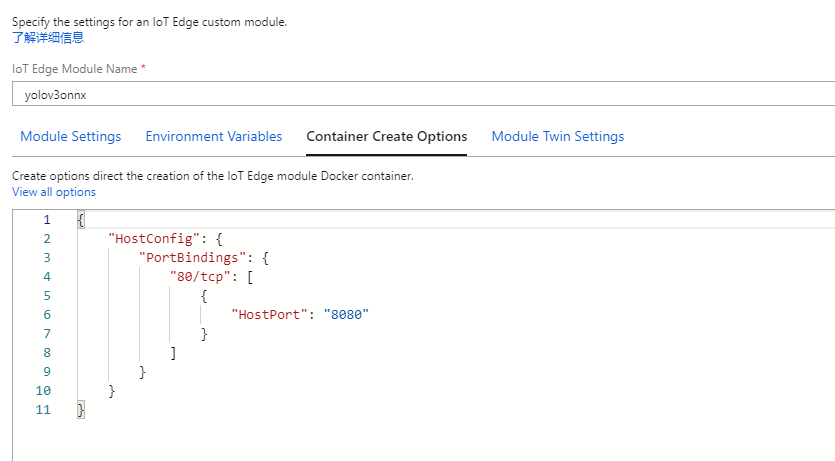 Specify the settings for an IoT Edge custom module.
了解详细信息
IoT Edge Module Name *
yolov3onnx
Module Settings Environment Variables Container Create Options Module Twin Settings
Create options direct the creation of the IoT Edge module Docker container.
View all options
1 {
2 "HostConfig": {
3 "PortBindings": {
4 "80/tcp": [
5 {
6 "HostPort": "8080"
7 }
8 ]
9 }
10 }
11 }